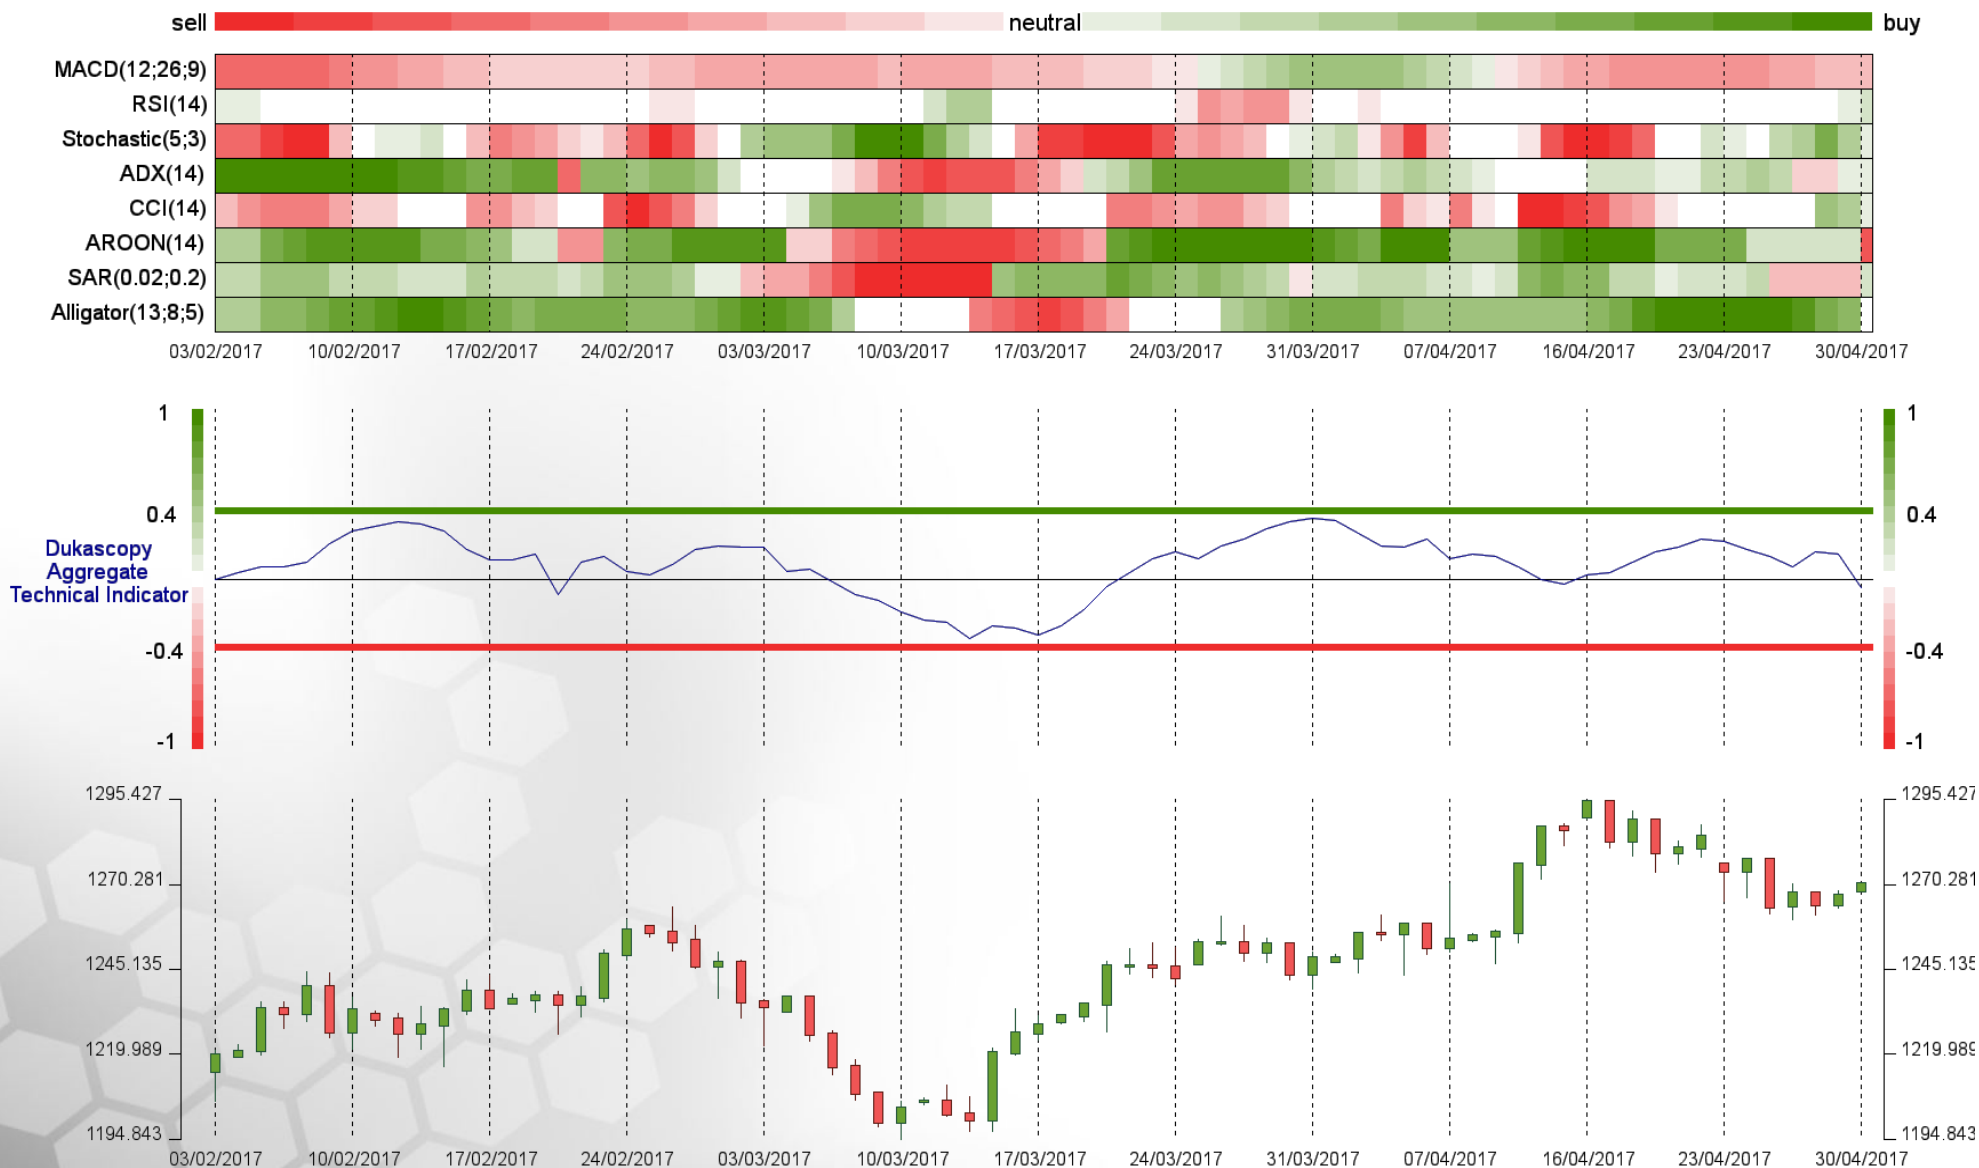 sell neutral buy
MACD(12;26;9)
RSI(14)
Stochastic(5;3)
ADX(14)
CCI(14)
AROON(14)
SAR(0.02;0.2)
Alligator(13;8;5)
03/02/2017 10/02/2017 17/02/2017 24/02/2017 03/03/2017 10/03/2017 17/03/2017 24/03/2017 31/03/2017 07/04/2017 16/04/2017 23/04/2017 30/04/2017
1 1
0.4 0.4
Dukascopy
Aggregate
Technical Indicator
-0.4 -0.4
-1 -1
1295.427 1295.427
1270.281 1270.281
1245.135 1245.135
1219.989 1219.989
1194.843 1194.843
03/02/2017 10/02/2017 17/02/2017 24/02/2017 03/03/2017 10/03/2017 17/03/2017 24/03/2017 31/03/2017 07/04/2017 16/04/2017 23/04/2017 30/04/2017